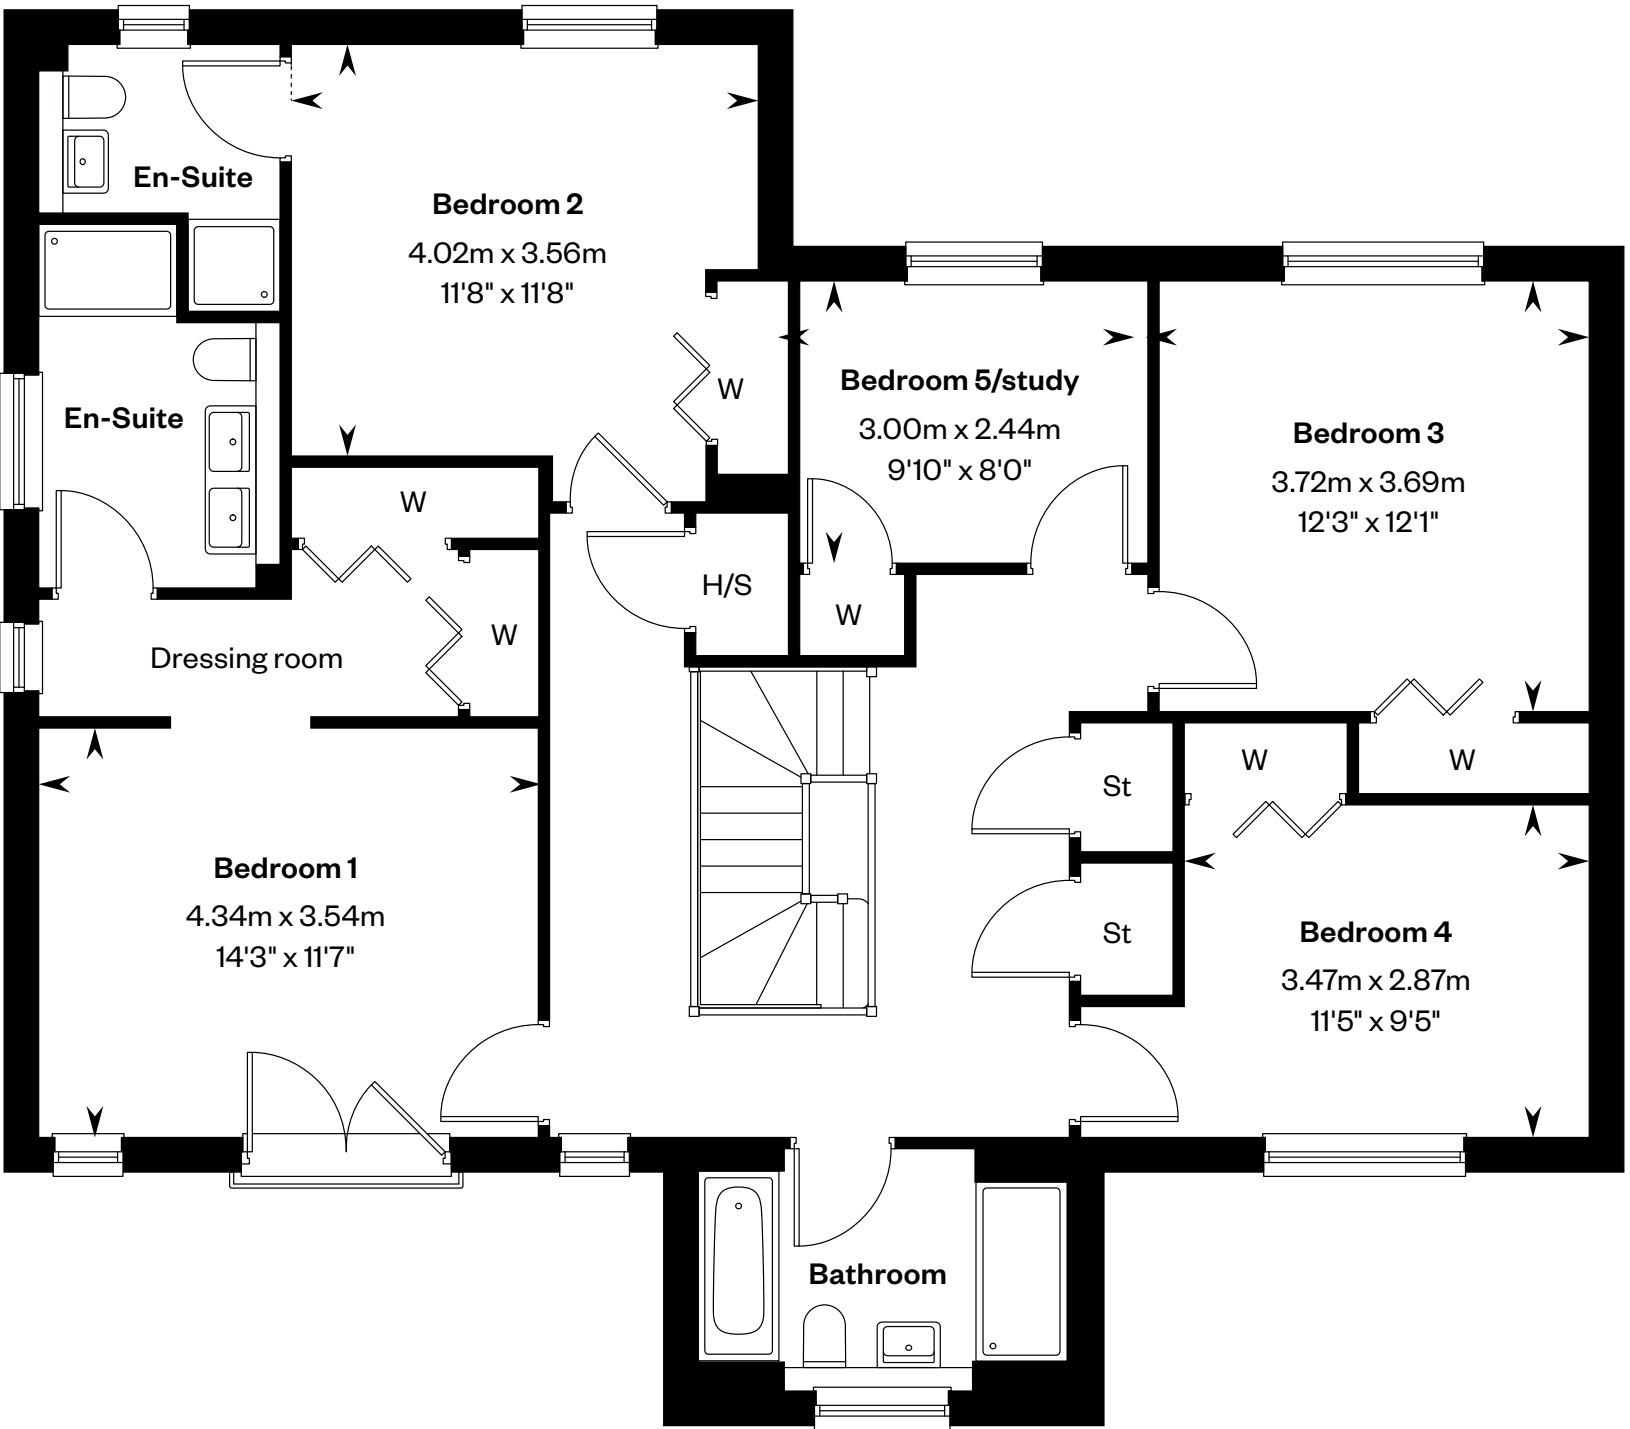 En-Suite
Bedroom 2
4.02m x 3.56m
11'8" x 11'8"
W
En-Suite
W
W
Dressing room
H/S
Bedroom 5/study
3.00m x 2.44m
9'10" x 8'0"
W
Bedroom 3
3.72m x 3.69m
12'3" x 12'1"
W
W
St
St
Bedroom 1
4.34m x 3.54m
14'3" x 11'7"
Bedroom 4
3.47m x 2.87m
11'5" x 9'5"
Bathroom